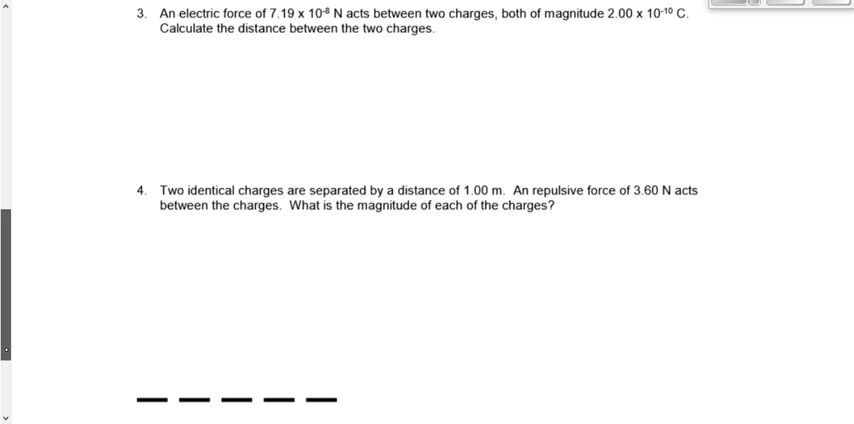 3. An electric force of 7.19 x 10⁻⁸ N acts between two charges, both of magnitude 2.00 x 10⁻¹⁰ C.
Calculate the distance between the two charges.
4. Two identical charges are separated by a distance of 1.00 m. An repulsive force of 3.60 N acts
between the charges. What is the magnitude of each of the charges?